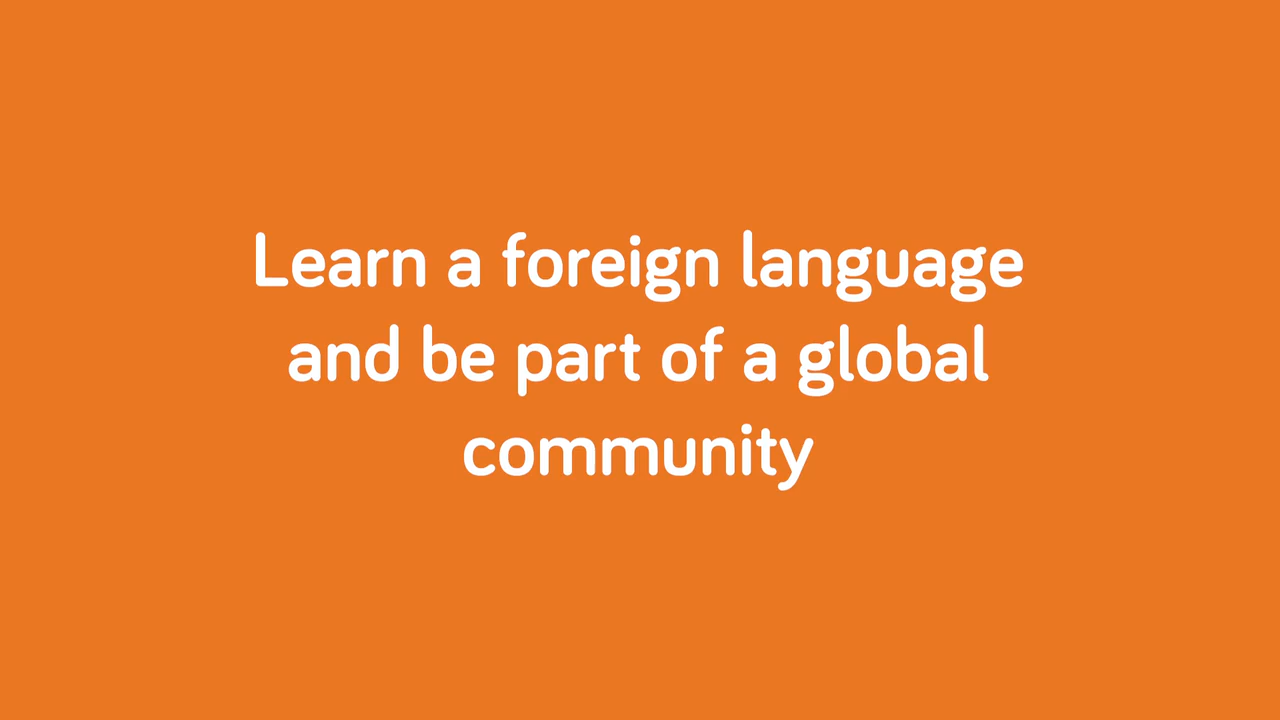 Learn a foreign language
and be part of a global
community